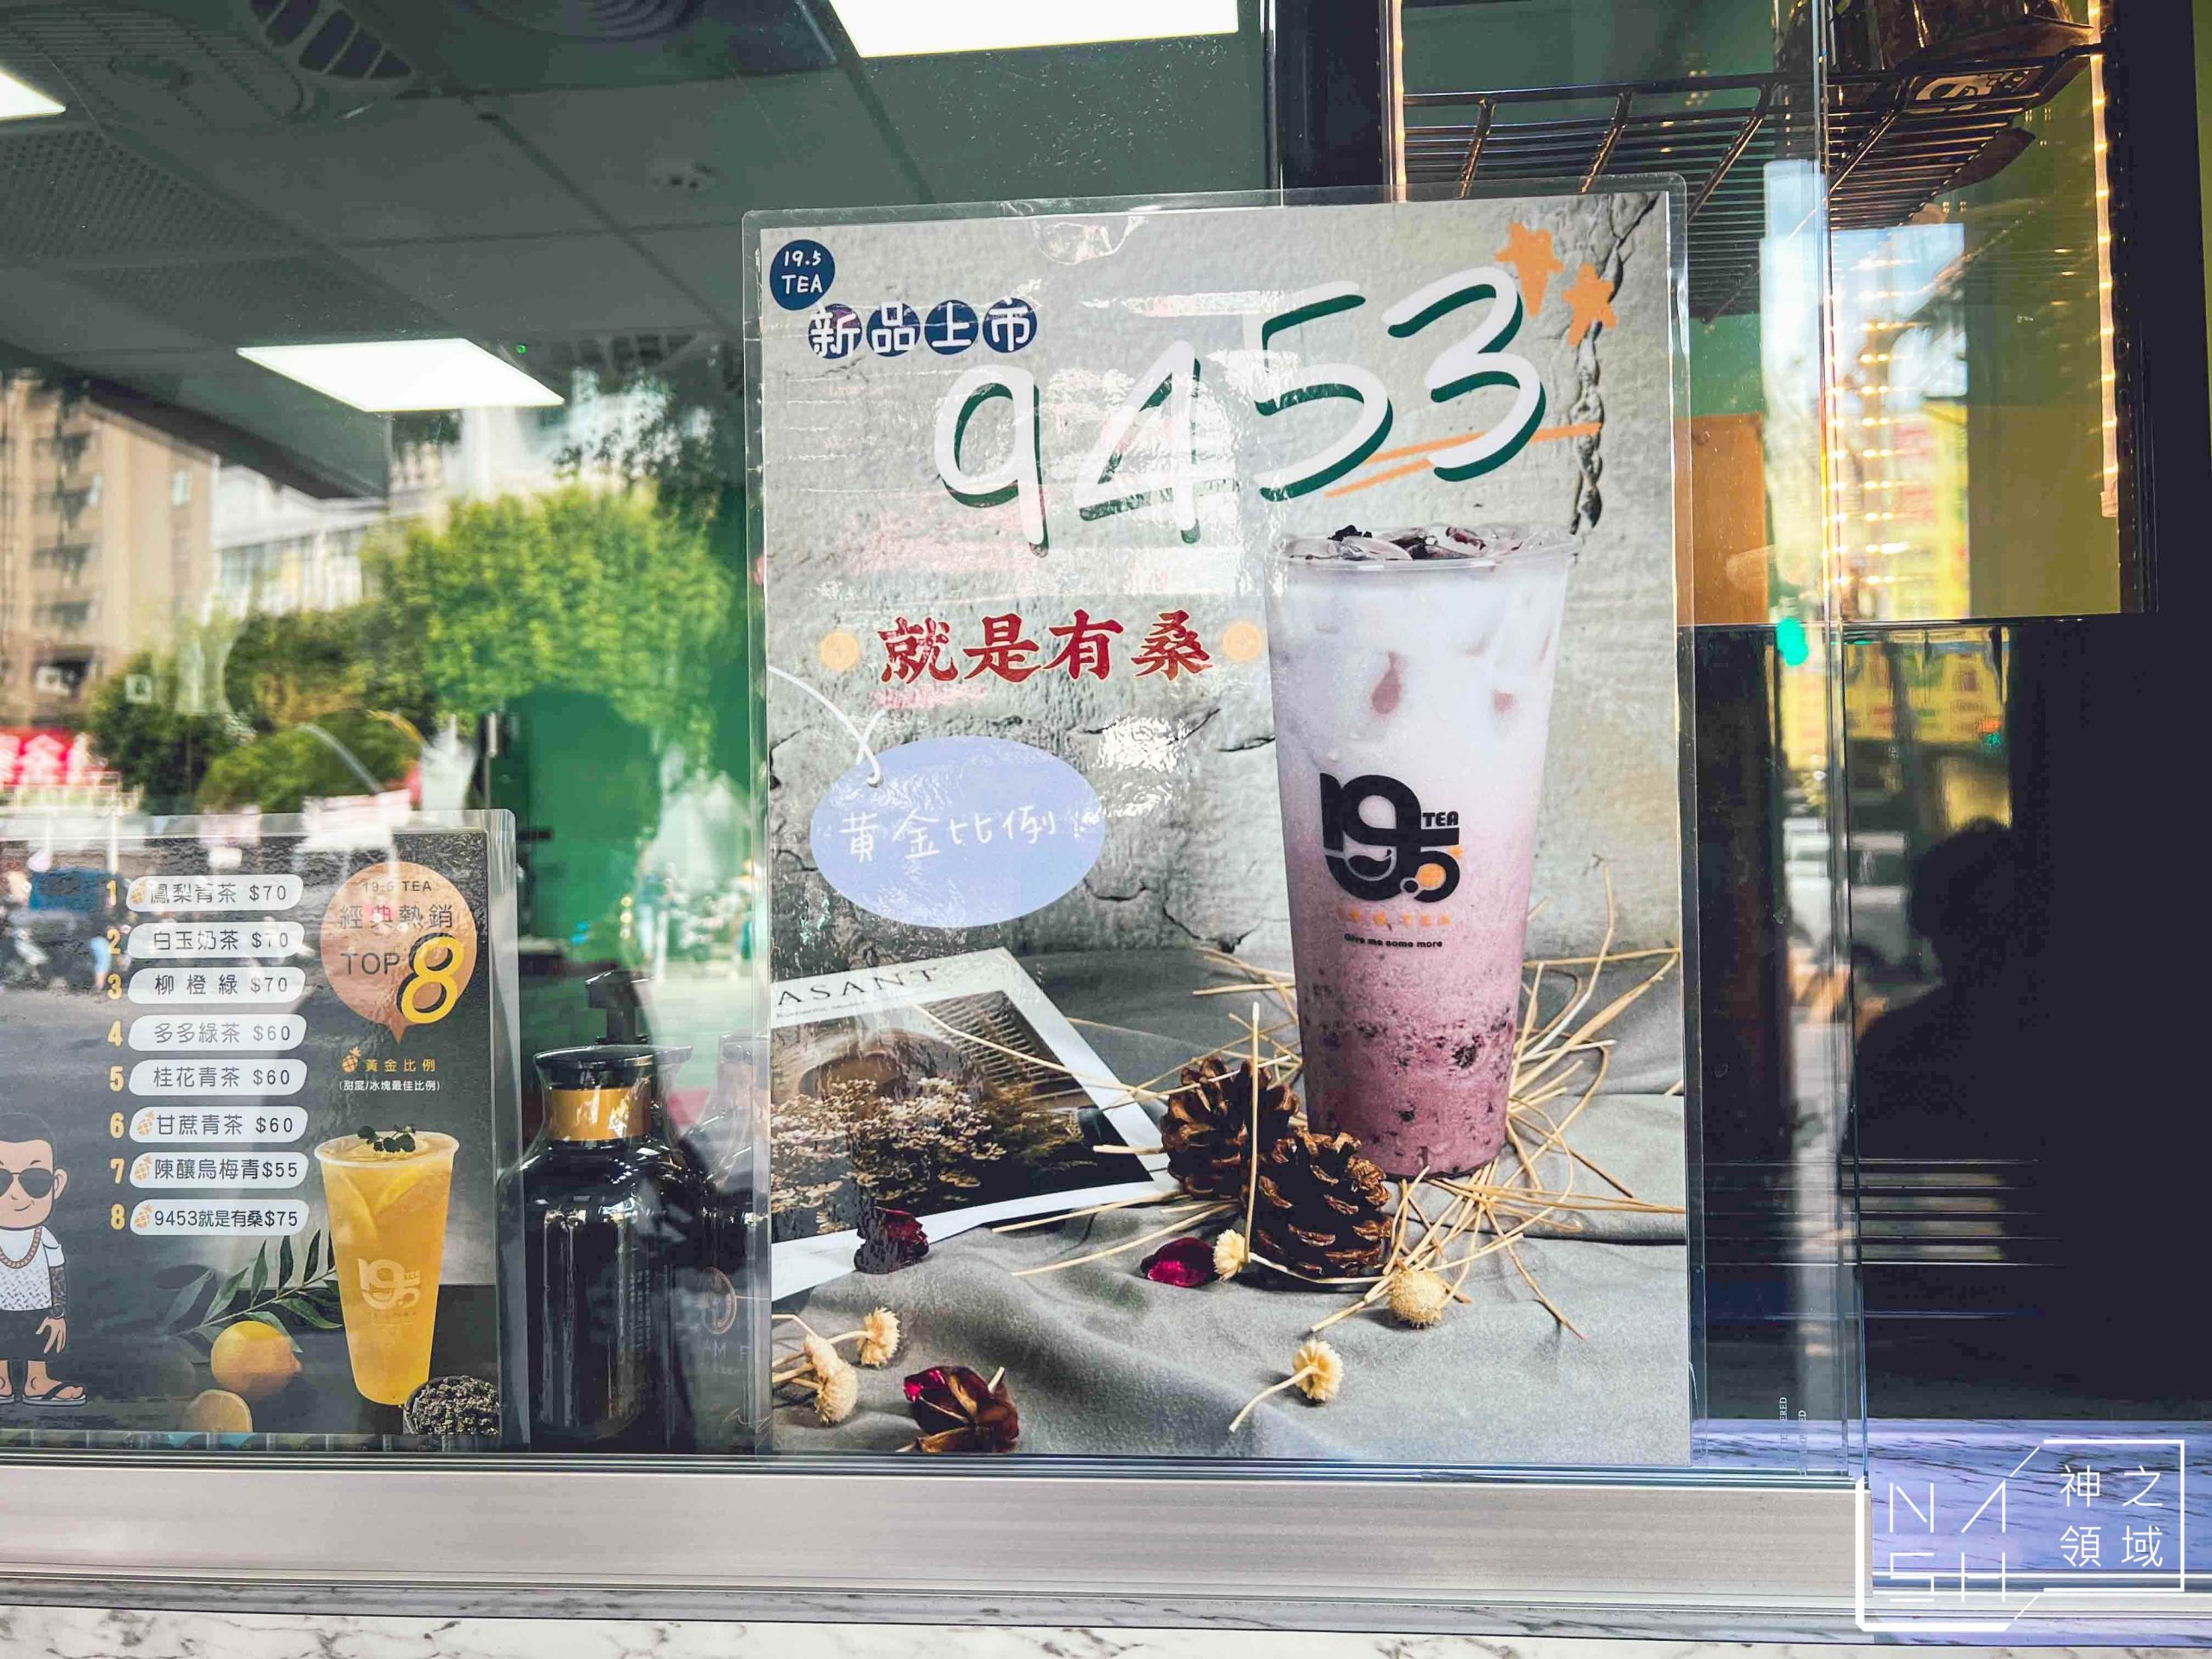 19.5
TEA
新品上市
9453
就是有桑
黃金比例
19.5
TEA
Give me some more
ASANT
1 鳳梨青茶 $70
2 白玉奶茶 $70
3 柳橙綠 $70
4 多多綠茶 $60
5 桂花青茶 $60
6 甘蔗青茶 $60
7 陳釀烏梅青$55
8 9453就是有桑$75
19.5 TEA
經典熱銷
TOP 8
黃金比例
(甜度/冰塊最佳比例)
19.5
NASH
神之
領域